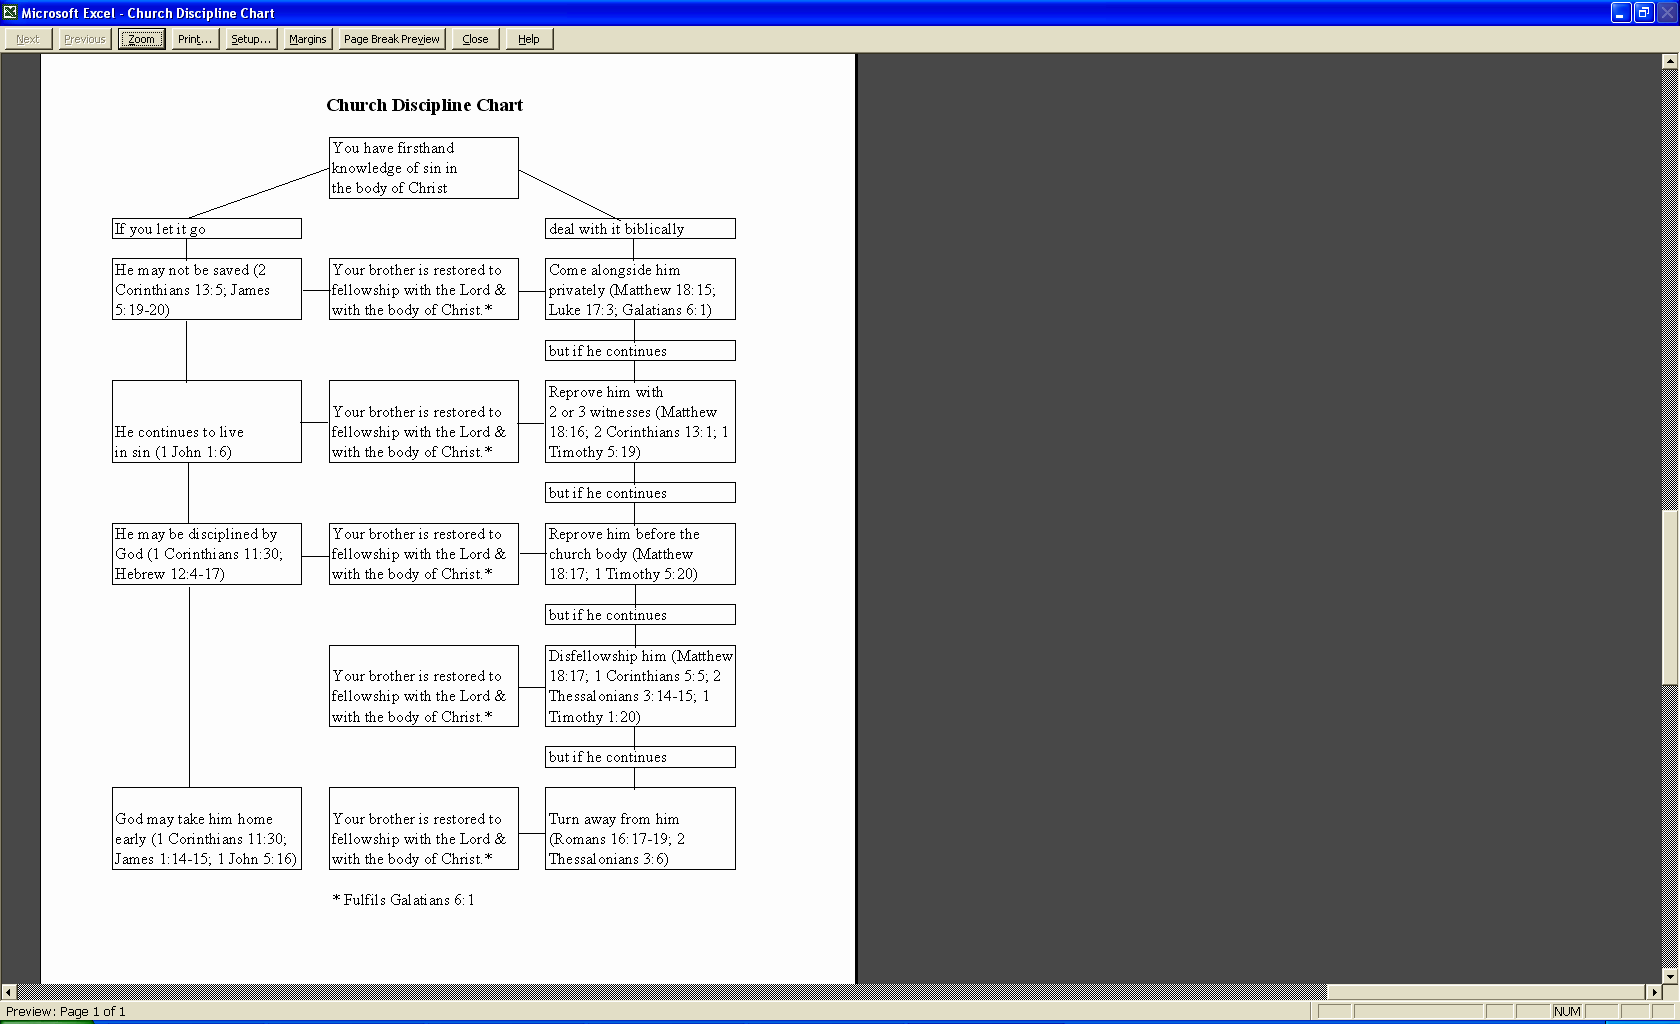 Microsoft Excel - Church Discipline Chart
Next Previous Zoom Print... Setup... Margins Page Break Preview Close Help
Church Discipline Chart
You have firsthand
knowledge of sin in
the body of Christ
If you let it go
deal with it biblically
He may not be saved (2
Corinthians 13:5; James
5:19-20)
Your brother is restored to
fellowship with the Lord &
with the body of Christ.*
Come alongside him
privately (Matthew 18:15;
Luke 17:3; Galatians 6:1)
but if he continues
He continues to live
in sin (1 John 1:6)
Your brother is restored to
fellowship with the Lord &
with the body of Christ.*
Reprove him with
2 or 3 witnesses (Matthew
18:16; 2 Corinthians 13:1; 1
Timothy 5:19)
but if he continues
He may be disciplined by
God (1 Corinthians 11:30;
Hebrew 12:4-17)
Your brother is restored to
fellowship with the Lord &
with the body of Christ.*
Reprove him before the
church body (Matthew
18:17; 1 Timothy 5:20)
but if he continues
Your brother is restored to
fellowship with the Lord &
with the body of Christ.*
Disfellowship him (Matthew
18:17; 1 Corinthians 5:5; 2
Thessalonians 3:14-15; 1
Timothy 1:20)
but if he continues
God may take him home
early (1 Corinthians 11:30;
James 1:14-15; 1 John 5:16)
Your brother is restored to
fellowship with the Lord &
with the body of Christ.*
Turn away from him
(Romans 16:17-19; 2
Thessalonians 3:6)
* Fulfils Galatians 6:1
Preview: Page 1 of 1
NUM